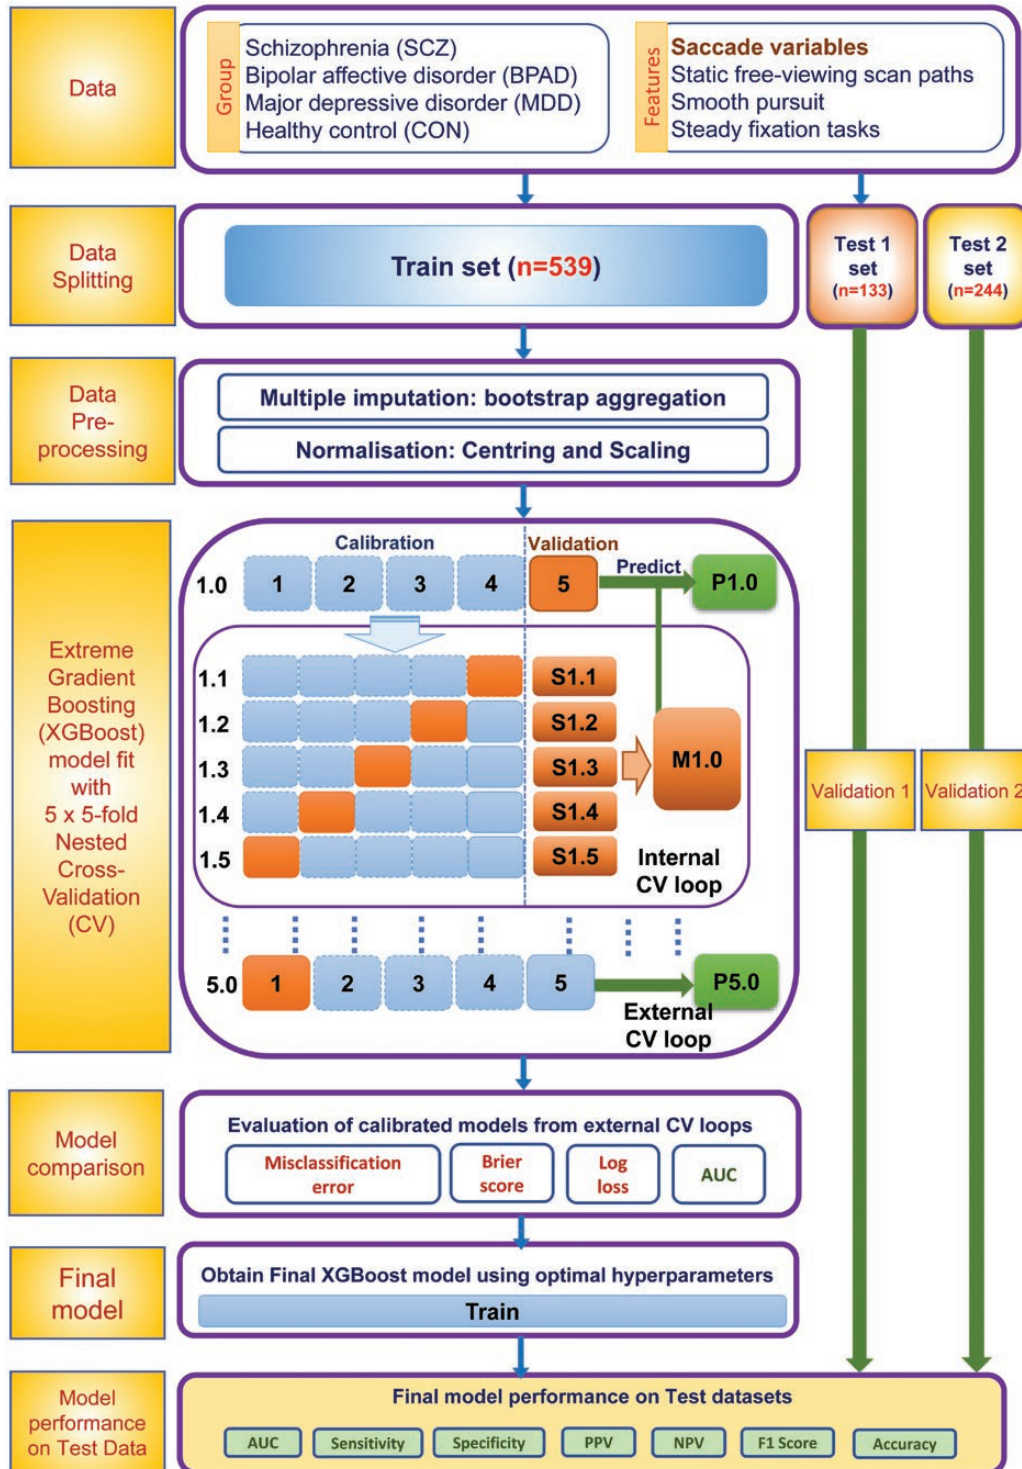 Data
Group
Schizophrenia (SCZ)
Bipolar affective disorder (BPAD)
Major depressive disorder (MDD)
Healthy control (CON)
Features
Saccade variables
Static free-viewing scan paths
Smooth pursuit
Steady fixation tasks
Data
Splitting
Train set (n=539)
Test 1
set
(n=133)
Test 2
set
(n=244)
Data
Pre-
processing
Multiple imputation: bootstrap aggregation
Normalisation: Centring and Scaling
Extreme
Gradient
Boosting
(XGBoost)
model fit
with
5 x 5-fold
Nested
Cross-
Validation
(CV)
Calibration
Validation
1.0
1
2
3
4
5
Predict
P1.0
1.1
S1.1
1.2
S1.2
1.3
S1.3
M1.0
1.4
S1.4
1.5
S1.5
Internal
CV loop
5.0
1
2
3
4
5
P5.0
External
CV loop
Validation 1
Validation 2
Model
comparison
Evaluation of calibrated models from external CV loops
Misclassification
error
Brier
score
Log
loss
AUC
Final
model
Obtain Final XGBoost model using optimal hyperparameters
Train
Model
performance
on Test Data
Final model performance on Test datasets
AUC
Sensitivity
Specificity
PPV
NPV
F1 Score
Accuracy